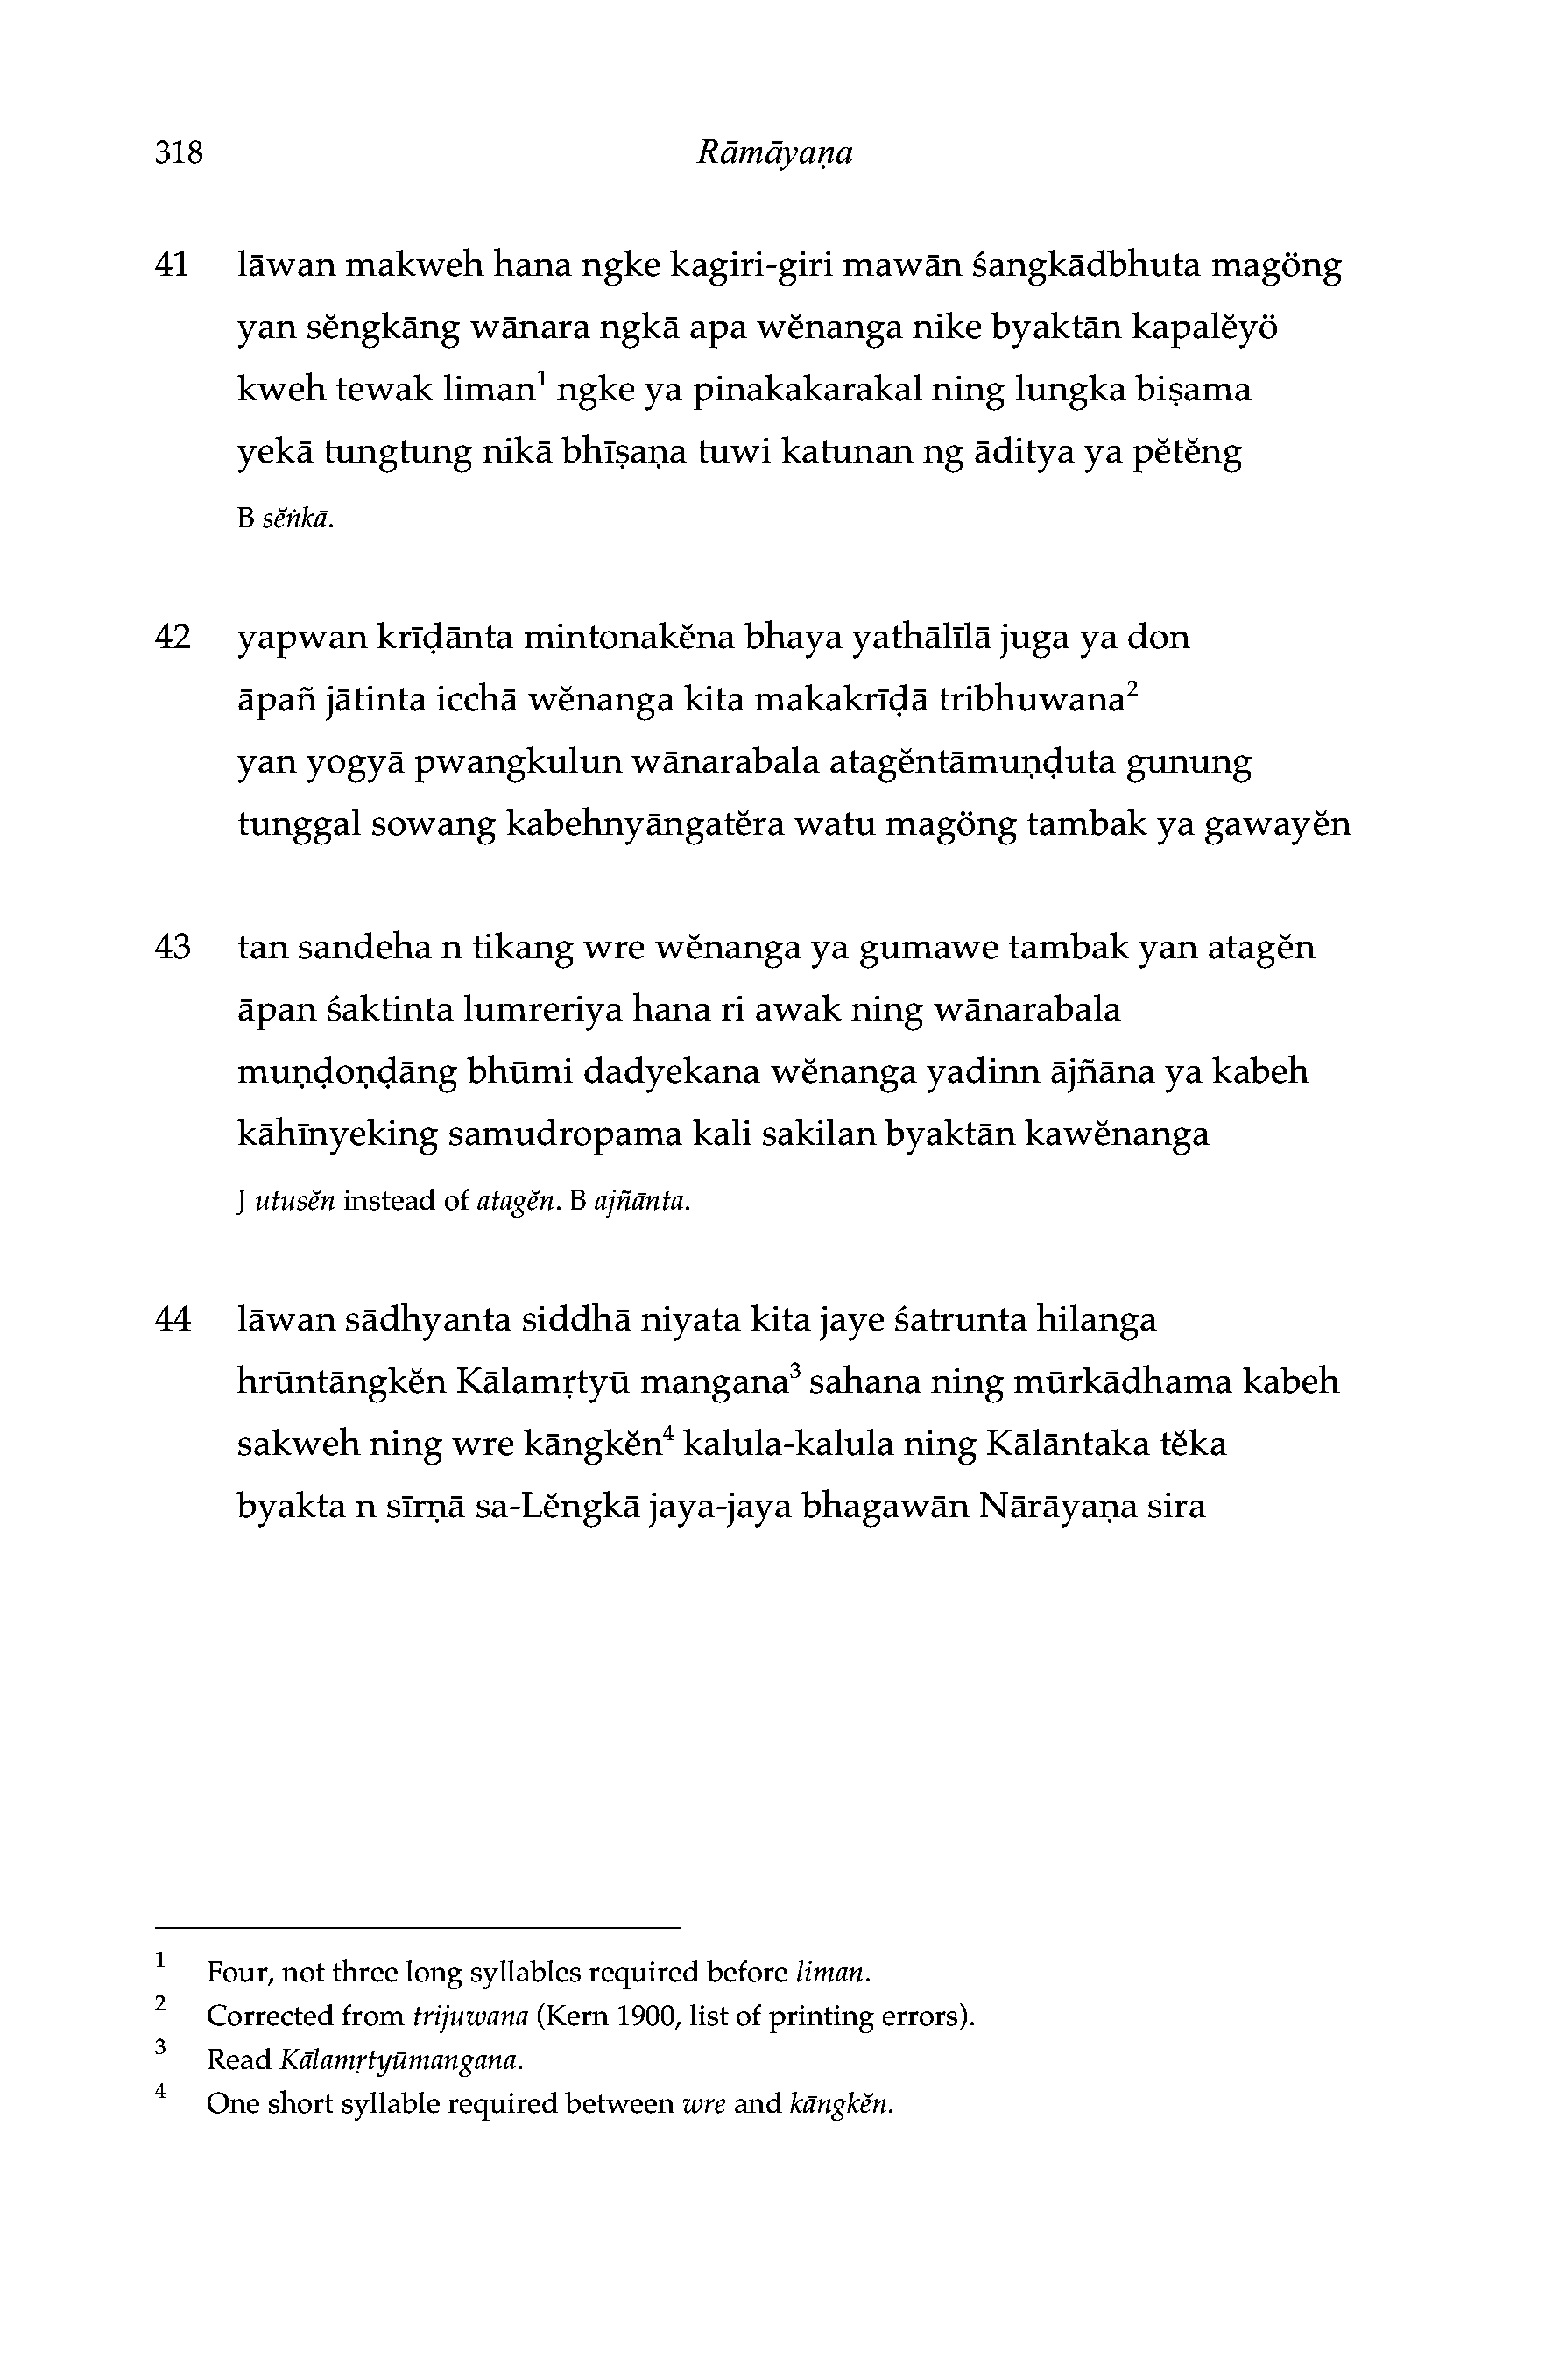 318 Rāmāyaṇa
41 lāwan makweh hana ngke kagiri-giri mawān śangkādbhuta magöng
yan sĕngkāng wānara ngkā apa wĕnanga nike byaktān kapalĕyö
kweh tewak liman¹ ngke ya pinakakarakal ning lungka biṣama
yekā tungtung nikā bhīṣaṇa tuwi katunan ng āditya ya pĕtĕng
B sĕṅkā.
42 yapwan krīḍānta mintonakĕna bhaya yathālīlā juga ya don
āpañ jātinta icchā wĕnanga kita makakrīḍā tribhuwana²
yan yogyā pwangkulun wānarabala atagĕntāmuṇḍuta gunung
tunggal sowang kabehnyāngatĕra watu magöng tambak ya gawayĕn
43 tan sandeha n tikang wre wĕnanga ya gumawe tambak yan atagĕn
āpan śaktinta lumreriya hana ri awak ning wānarabala
muṇḍoṇḍāng bhūmi dadyekana wĕnanga yadinn ājñāna ya kabeh
kāhīnyeking samudropama kali sakilan byaktān kawĕnanga
J utusĕn instead of atagĕn. B ajñānta.
44 lāwan sādhyanta siddhā niyata kita jaye śatrunta hilanga
hrūntāngkĕn Kālamṛtyū mangana³ sahana ning mūrkādhama kabeh
sakweh ning wre kāngkĕn⁴ kalula-kalula ning Kālāntaka tĕka
byakta n sīrṇā sa-Lĕngkā jaya-jaya bhagawān Nārāyaṇa sira
1 Four, not three long syllables required before liman.
2 Corrected from trijuwana (Kern 1900, list of printing errors).
3 Read Kālamṛtyūmangana.
4 One short syllable required between wre and kāngkĕn.